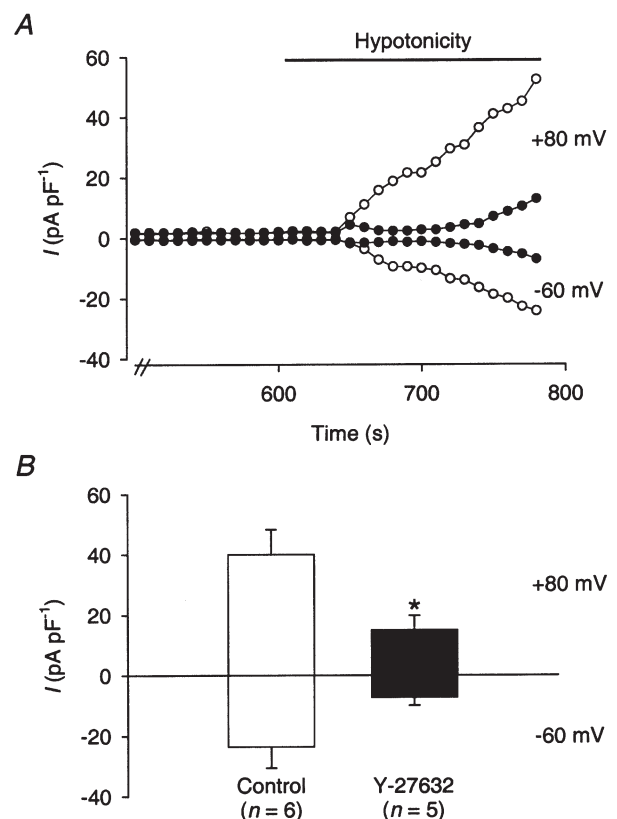 A
Hypotonicity
60
40
20
0
-20
-40
I (pA pF⁻¹)
+80 mV
-60 mV
600 700 800
Time (s)
B
60
40
20
0
-20
-40
I (pA pF⁻¹)
+80 mV
*
-60 mV
Control Y-27632
(n = 6) (n = 5)